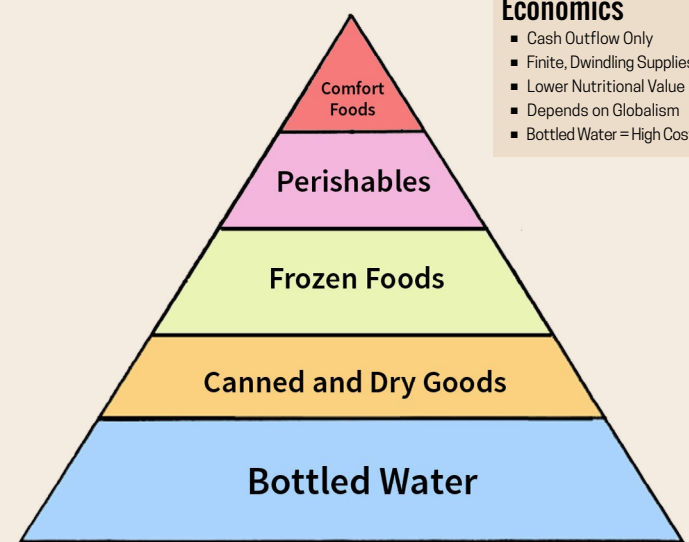 Economics
▪ Cash Outflow Only
▪ Finite, Dwindling Supplies
▪ Lower Nutritional Value
▪ Depends on Globalism
▪ Bottled Water = High Cos
Comfort
Foods
Perishables
Frozen Foods
Canned and Dry Goods
Bottled Water